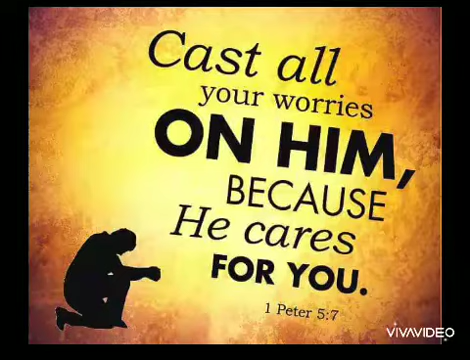 Cast all
your worries
ON HIM,
BECAUSE
He cares
FOR YOU.
1 Peter 5:7
VIVAVIDEO